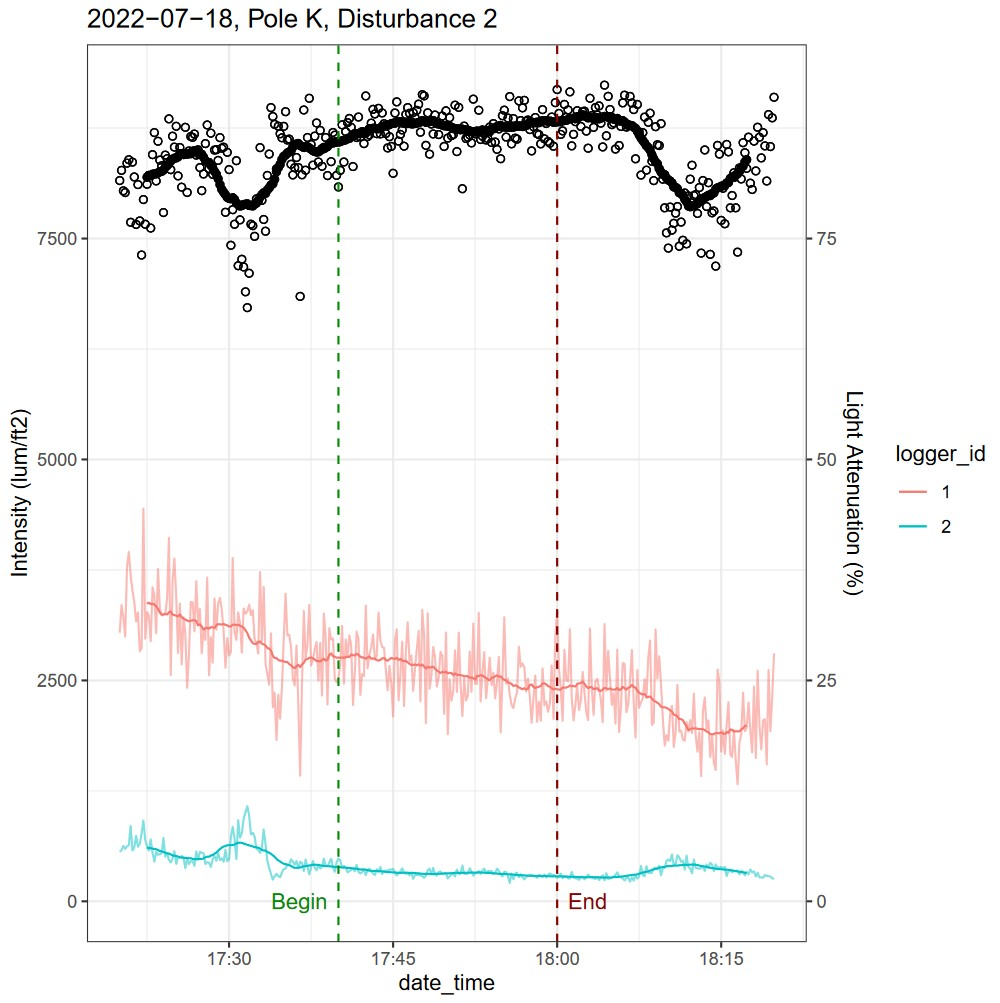 2022−07−18, Pole K, Disturbance 2
7500
5000
2500
0
Intensity (lum/ft2)
75
50
25
0
Light Attenuation (%)
Begin
End
17:30
17:45
18:00
18:15
date_time
logger_id
1
2